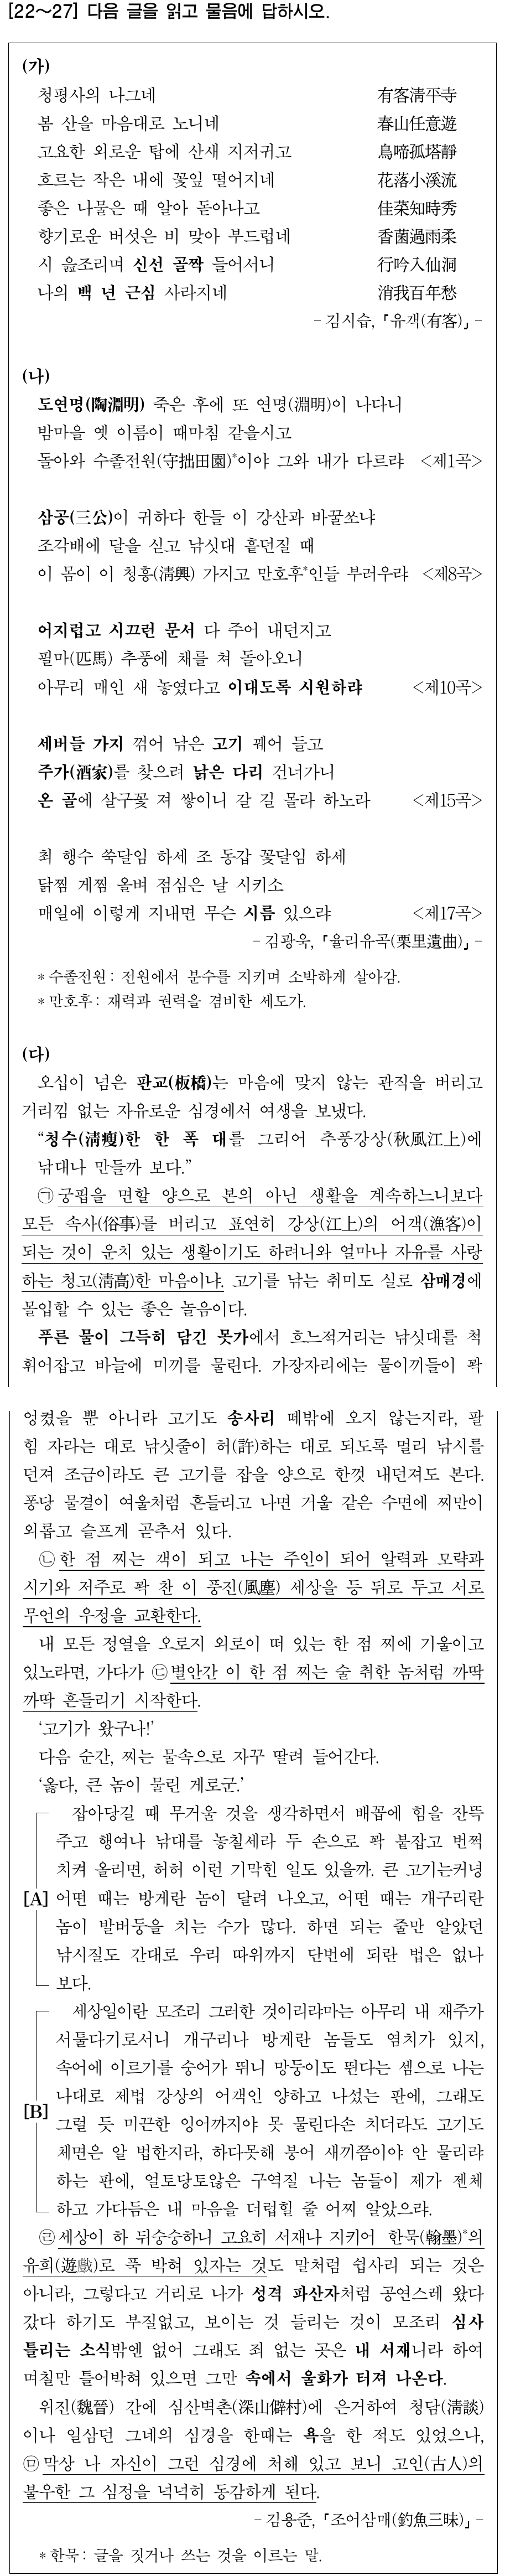 [22～27] 다음 글을 읽고 물음에 답하시오.
(가)
청평사의 나그네 有客淸平寺
봄 산을 마음대로 노니네 春山任意遊
고요한 외로운 탑에 산새 지저귀고 鳥啼孤塔靜
흐르는 작은 내에 꽃잎 떨어지네 花落小溪流
좋은 나물은 때 알아 돋아나고 佳菜知時秀
향기로운 버섯은 비 맞아 부드럽네 香菌過雨柔
시 읊조리며 신선 골짝 들어서니 行吟入仙洞
나의 백 년 근심 사라지네 消我百年愁
- 김시습, 「유객(有客)」 -
(나)
도연명(陶淵明) 죽은 후에 또 연명(淵明)이 나다니
밤마을 옛 이름이 때마침 같을시고
돌아와 수졸전원(守拙田園)*이야 그와 내가 다르랴 <제1곡>
삼공(三公)이 귀하다 한들 이 강산과 바꿀쏘냐
조각배에 달을 싣고 낚싯대 흩던질 때
이 몸이 이 청흥(淸興) 가지고 만호후*인들 부러우랴 <제8곡>
어지럽고 시끄런 문서 다 주어 내던지고
필마(匹馬) 추풍에 채를 쳐 돌아오니
아무리 매인 새 놓였다고 이대도록 시원하랴 <제10곡>
세버들 가지 꺾어 낚은 고기 꿰어 들고
주가(酒家)를 찾으려 낡은 다리 건너가니
온 골에 살구꽃 져 쌓이니 갈 길 몰라 하노라 <제15곡>
최 행수 쑥달임 하세 조 동갑 꽃달임 하세
닭찜 게찜 올벼 점심은 날 시키소
매일에 이렇게 지내면 무슨 시름 있으랴 <제17곡>
- 김광욱, 「율리유곡(栗里遺曲)」 -
* 수졸전원 : 전원에서 분수를 지키며 소박하게 살아감.
* 만호후 : 재력과 권력을 겸비한 세도가.
(다)
오십이 넘은 판교(板橋)는 마음에 맞지 않는 관직을 버리고
거리낌 없는 자유로운 심경에서 여생을 보냈다.
“청수(淸瘦)한 한 폭 대를 그리어 추풍강상(秋風江上)에
낚대나 만들까 보다.”
㉠ 궁핍을 면할 양으로 본의 아닌 생활을 계속하느니보다
모든 속사(俗事)를 버리고 표연히 강상(江上)의 어객(漁客)이
되는 것이 운치 있는 생활이기도 하려니와 얼마나 자유를 사랑
하는 청고(淸高)한 마음이냐. 고기를 낚는 취미도 실로 삼매경에
몰입할 수 있는 좋은 놀음이다.
푸른 물이 그득히 담긴 못가에서 흐느적거리는 낚싯대를 척
휘어잡고 바늘에 미끼를 물린다. 가장자리에는 물이끼들이 꽉
엉켰을 뿐 아니라 고기도 송사리 떼밖에 오지 않는지라, 팔
힘 자라는 대로 낚싯줄이 허(許)하는 대로 되도록 멀리 낚시를
던져 조금이라도 큰 고기를 잡을 양으로 한껏 내던져도 본다.
퐁당 물결이 여울처럼 흔들리고 나면 거울 같은 수면에 찌만이
외롭고 슬프게 곧추서 있다.
㉡ 한 점 찌는 객이 되고 나는 주인이 되어 알력과 모략과
시기와 저주로 꽉 찬 이 풍진(風塵) 세상을 등 뒤로 두고 서로
무언의 우정을 교환한다.
내 모든 정열을 오로지 외로이 떠 있는 한 점 찌에 기울이고
있노라면, 가다가 ㉢ 별안간 이 한 점 찌는 술 취한 놈처럼 까딱
까딱 흔들리기 시작한다.
‘고기가 왔구나!’
다음 순간, 찌는 물속으로 자꾸 딸려 들어간다.
‘옳다, 큰 놈이 물린 게로군.’
잡아당길 때 무거울 것을 생각하면서 배꼽에 힘을 잔뜩
주고 행여나 낚대를 놓칠세라 두 손으로 꽉 붙잡고 번쩍
치켜 올리면, 허허 이런 기막힌 일도 있을까. 큰 고기는커녕
[A] 어떤 때는 방게란 놈이 달려 나오고, 어떤 때는 개구리란
놈이 발버둥을 치는 수가 많다. 하면 되는 줄만 알았던
낚시질도 간대로 우리 따위까지 단번에 되란 법은 없나
보다.
세상일이란 모조리 그러한 것이리랴마는 아무리 내 재주가
서툴다기로서니 개구리나 방게란 놈들도 염치가 있지,
속어에 이르기를 숭어가 뛰니 망둥이도 뛴다는 셈으로 나는
나대로 제법 강상의 어객인 양하고 나섰는 판에, 그래도
[B] 그럴 듯 미끈한 잉어까지야 못 물린다손 치더라도 고기도
체면은 알 법한지라, 하다못해 붕어 새끼쯤이야 안 물리랴
하는 판에, 얼토당토않은 구역질 나는 놈들이 제가 젠체
하고 가다듬은 내 마음을 더럽힐 줄 어찌 알았으랴.
㉣ 세상이 하 뒤숭숭하니 고요히 서재나 지키어 한묵(翰墨)*의
유희(遊戲)로 푹 박혀 있자는 것도 말처럼 쉽사리 되는 것은
아니라, 그렇다고 거리로 나가 성격 파산자처럼 공연스레 왔다
갔다 하기도 부질없고, 보이는 것 들리는 것이 모조리 심사
틀리는 소식밖엔 없어 그래도 죄 없는 곳은 내 서재니라 하여
며칠만 틀어박혀 있으면 그만 속에서 울화가 터져 나온다.
위진(魏晉) 간에 심산벽촌(深山僻村)에 은거하여 청담(淸談)
이나 일삼던 그네의 심경을 한때는 욕을 한 적도 있었으나,
㉤ 막상 나 자신이 그런 심경에 처해 있고 보니 고인(古人)의
불우한 그 심정을 넉넉히 동감하게 된다.
- 김용준, 「조어삼매(釣魚三昧)」 -
* 한묵 : 글을 짓거나 쓰는 것을 이르는 말.